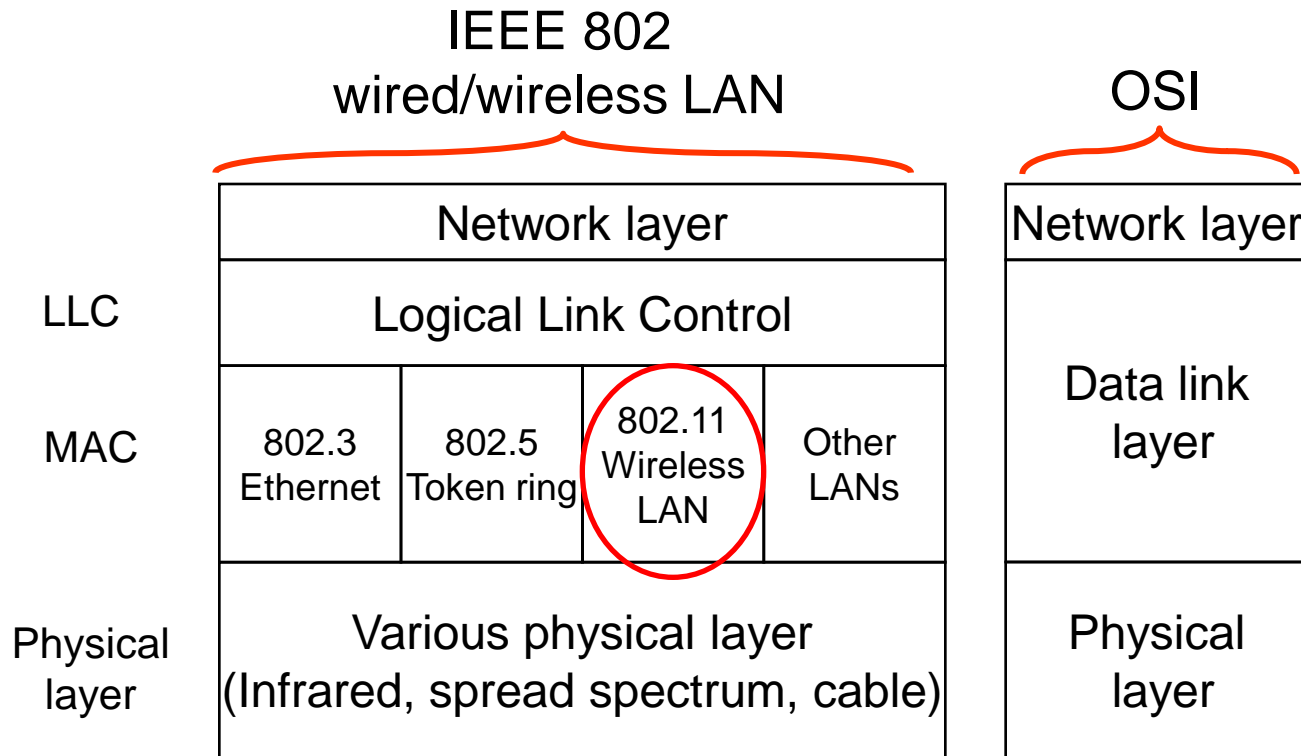 IEEE 802
wired/wireless LAN
OSI
Network layer
Network layer
LLC
Logical Link Control
Data link
layer
MAC
802.3
Ethernet
802.5
Token ring
802.11
Wireless
LAN
Other
LANs
Physical
layer
Various physical layer
(Infrared, spread spectrum, cable)
Physical
layer